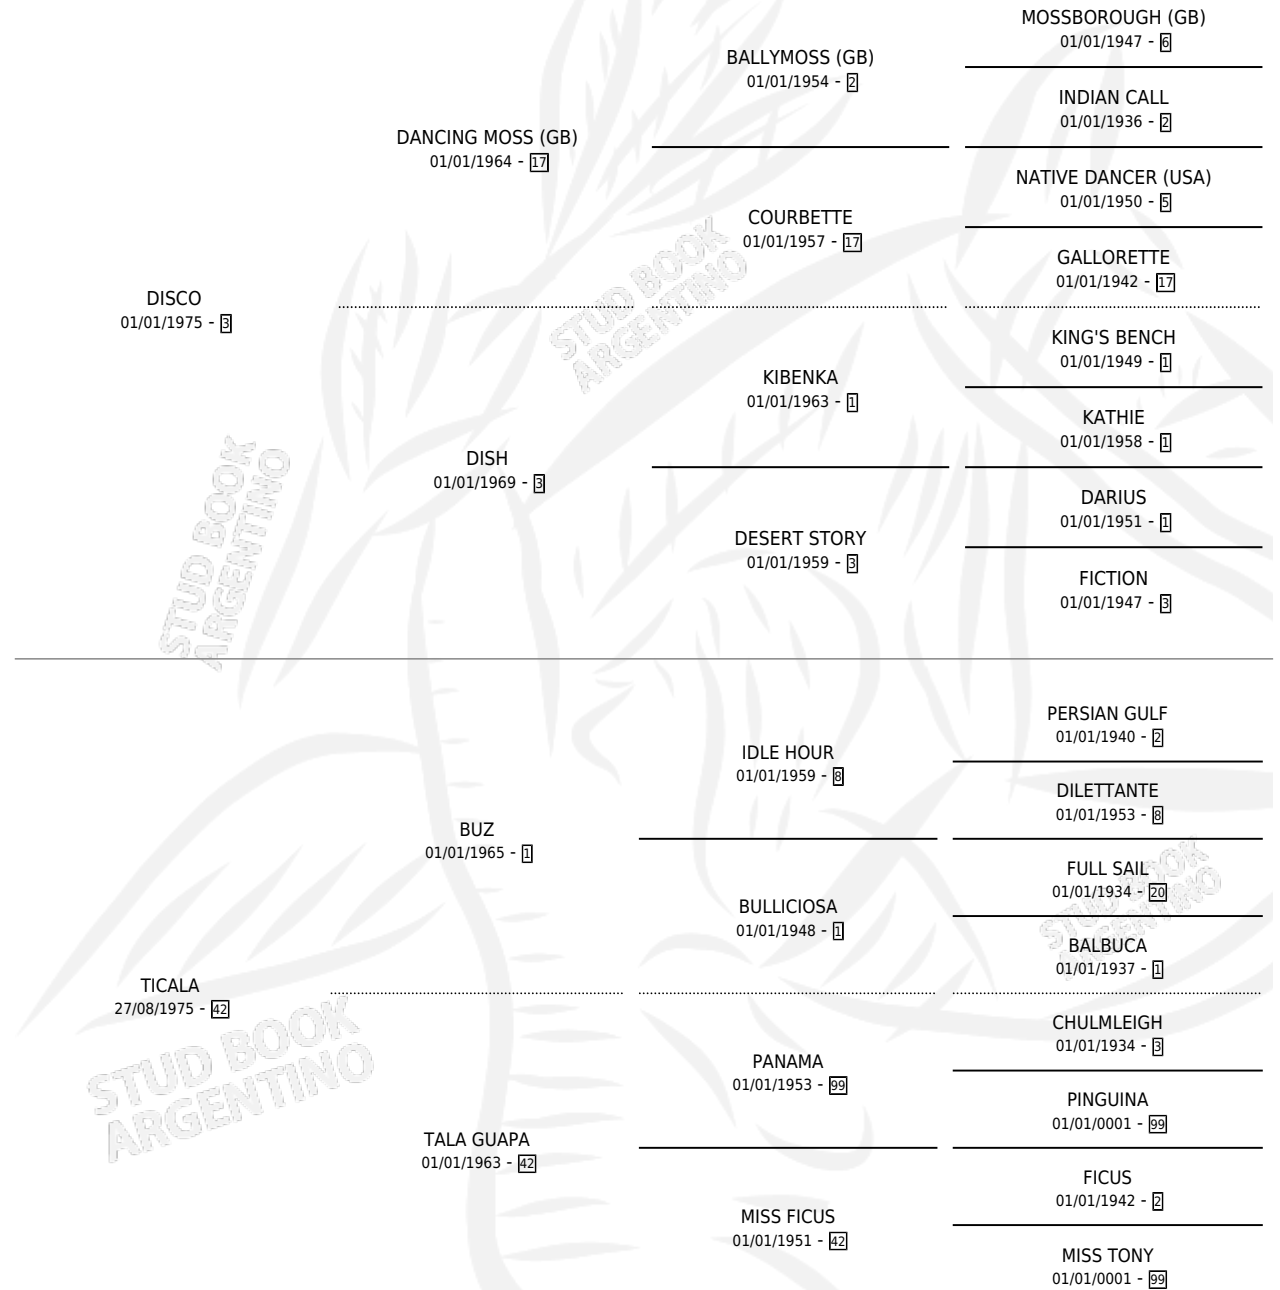 MOSSBOROUGH (GB)
01/01/1947 - 6
BALLYMOSS (GB)
01/01/1954 - 2
INDIAN CALL
01/01/1936 - 2
DANCING MOSS (GB)
01/01/1964 - 17
NATIVE DANCER (USA)
01/01/1950 - 5
COURBETTE
01/01/1957 - 17
GALLORETTE
01/01/1942 - 17
DISCO
01/01/1975 - 3
KING'S BENCH
01/01/1949 - 1
KIBENKA
01/01/1963 - 1
KATHIE
01/01/1958 - 1
DISH
01/01/1969 - 3
DARIUS
01/01/1951 - 1
DESERT STORY
01/01/1959 - 3
FICTION
01/01/1947 - 3
STUD BOOK
ARGENTINO
STUD BOOK
ARGENTINO
PERSIAN GULF
01/01/1940 - 2
IDLE HOUR
01/01/1959 - 8
DILETTANTE
01/01/1953 - 8
BUZ
01/01/1965 - 1
FULL SAIL
01/01/1934 - 20
BULLICIOSA
01/01/1948 - 1
BALBUCA
01/01/1937 - 1
STUD BOOK
ARGENTINO
TICALA
27/08/1975 - 42
CHULMLEIGH
01/01/1934 - 3
PANAMA
01/01/1953 - 99
PINGUINA
01/01/0001 - 99
TALA GUAPA
01/01/1963 - 42
FICUS
01/01/1942 - 2
MISS FICUS
01/01/1951 - 42
MISS TONY
01/01/0001 - 99
STUD BOOK
ARGENTINO